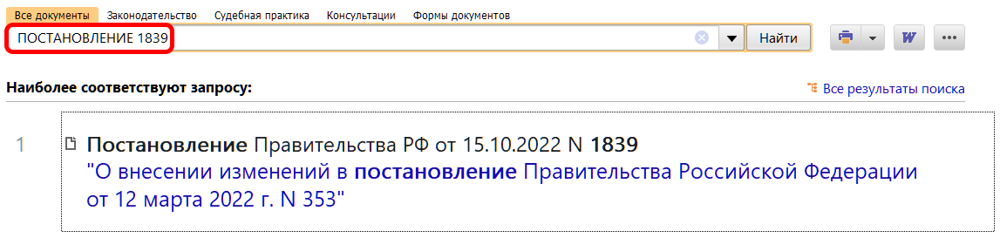 Все документы Законодательство Судебная практика Консультации Формы документов
ПОСТАНОВЛЕНИЕ 1839 Найти W
Наиболее соответствуют запросу: Все результаты поиска
1 Постановление Правительства РФ от 15.10.2022 N 1839
"О внесении изменений в постановление Правительства Российской Федерации
от 12 марта 2022 г. N 353"